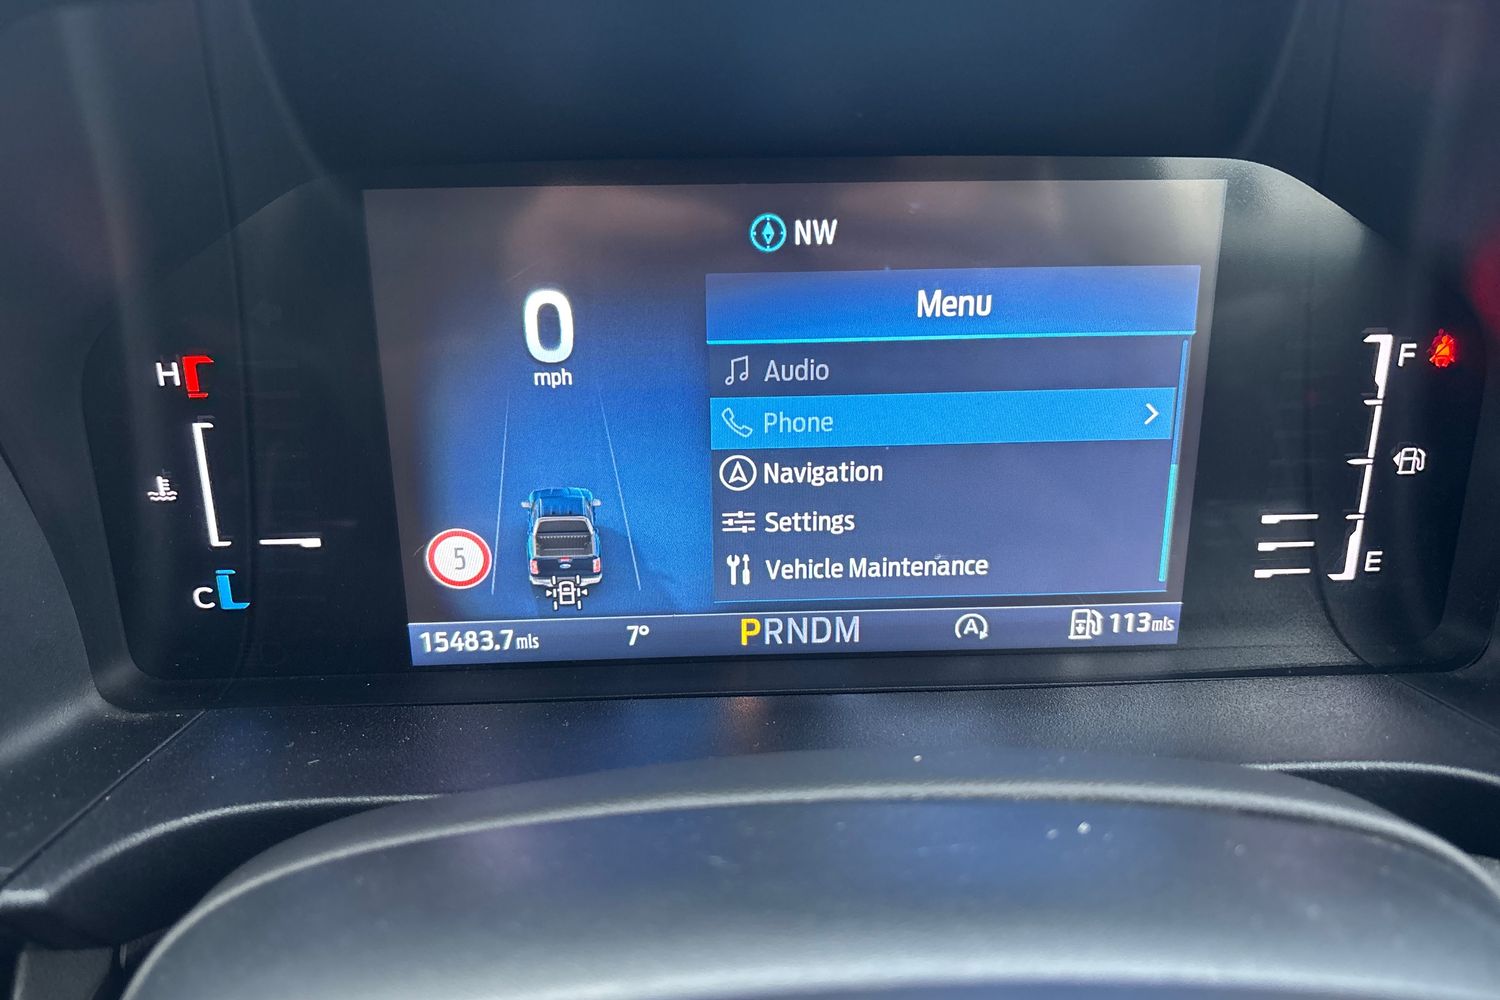 NW
0
mph
Menu
Audio
Phone
Navigation
Settings
Vehicle Maintenance
5
H
C
F
E
15483.7 mls
7°
PRNDM
A
113 mls